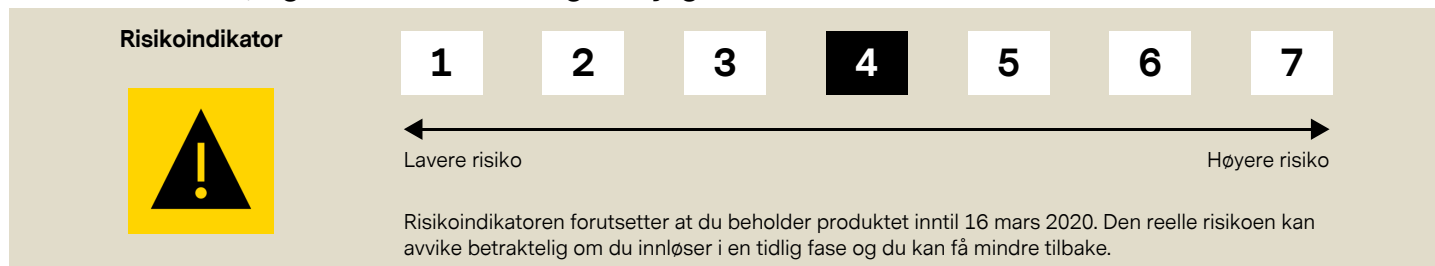 Risikoindikator
1 2 3 4 5 6 7
Lavere risiko Høyere risiko
Risikoindikatoren forutsetter at du beholder produktet inntil 16 mars 2020. Den reelle risikoen kan
avvike betraktelig om du innløser i en tidlig fase og du kan få mindre tilbake.